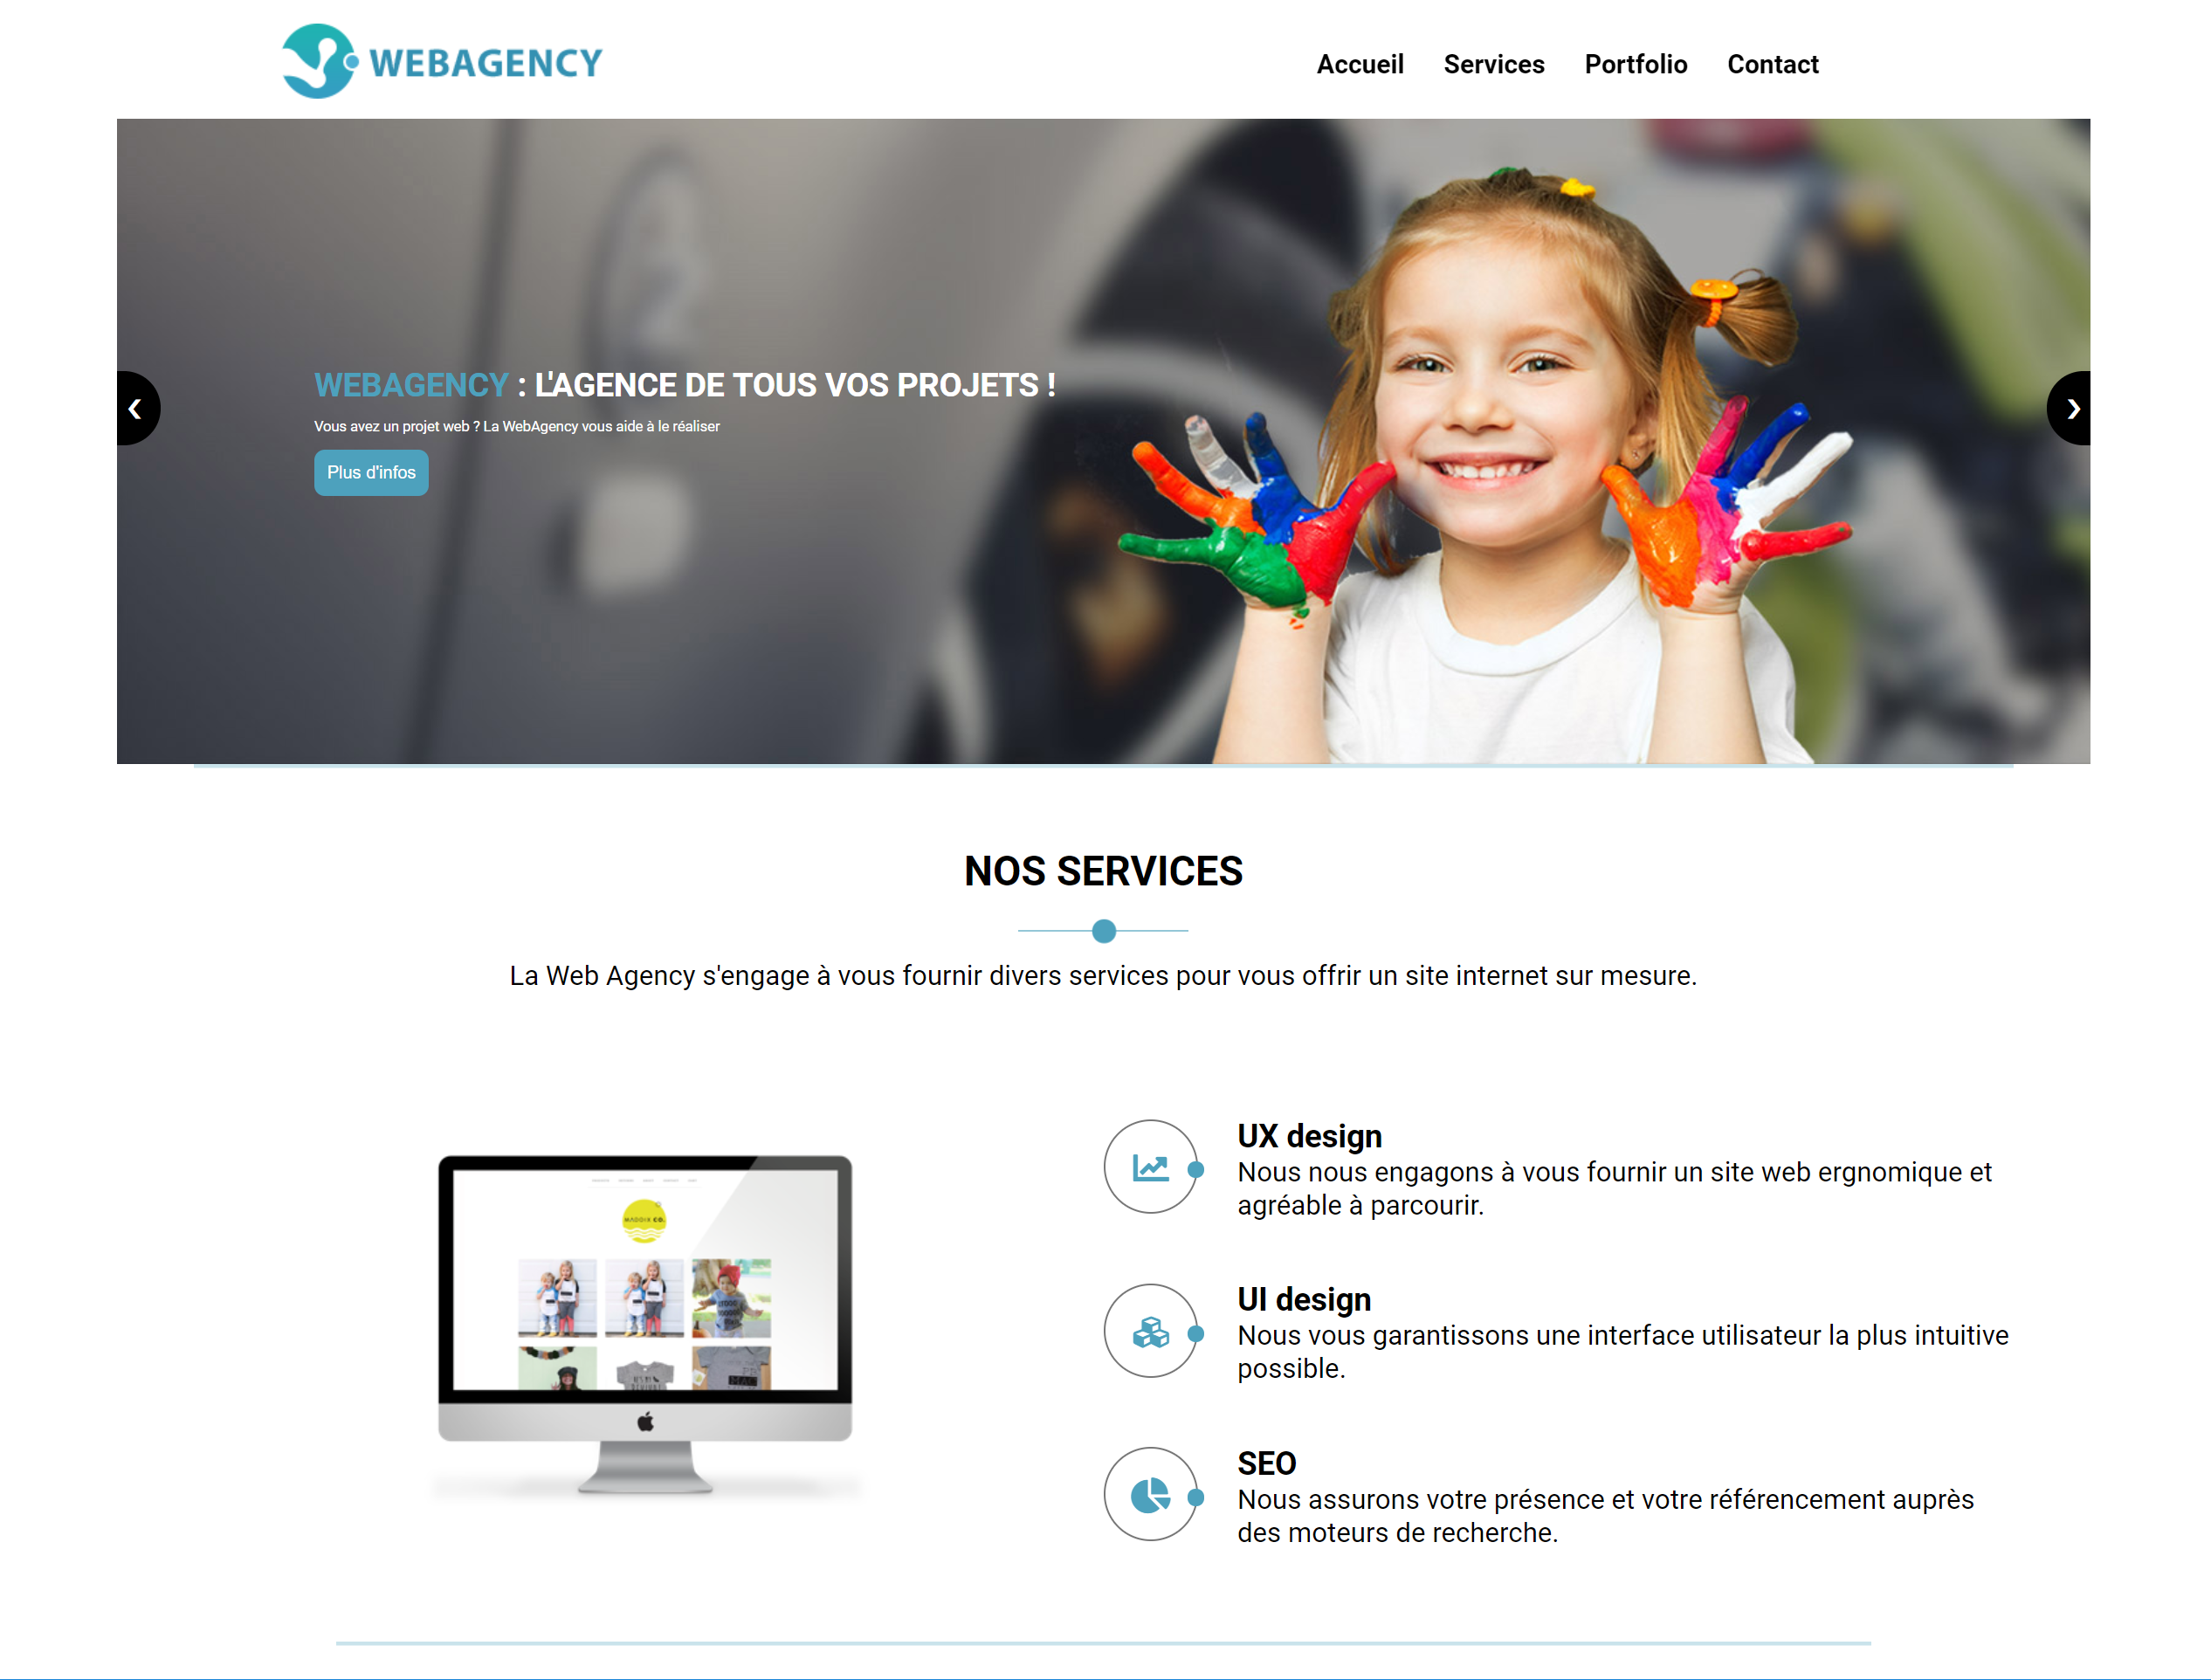 WEBAGENCY
Accueil Services Portfolio Contact
WEBAGENCY : L'AGENCE DE TOUS VOS PROJETS !
Vous avez un projet web ? La WebAgency vous aide à le réaliser
Plus d'infos
NOS SERVICES
La Web Agency s'engage à vous fournir divers services pour vous offrir un site internet sur mesure.
MADDIX CO.
UX design
Nous nous engagons à vous fournir un site web ergnomique et
agréable à parcourir.
UI design
Nous vous garantissons une interface utilisateur la plus intuitive
possible.
SEO
Nous assurons votre présence et votre référencement auprès
des moteurs de recherche.